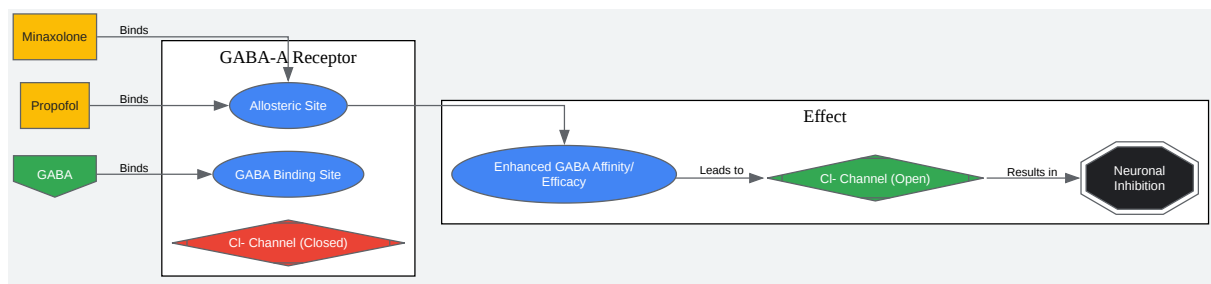 Minaxolone
Binds
GABA-A Receptor
Propofol
Binds
Allosteric Site
GABA
Binds
GABA Binding Site
Cl- Channel (Closed)
Effect
Enhanced GABA Affinity/
Efficacy
Leads to
Cl- Channel (Open)
Results in
Neuronal
Inhibition